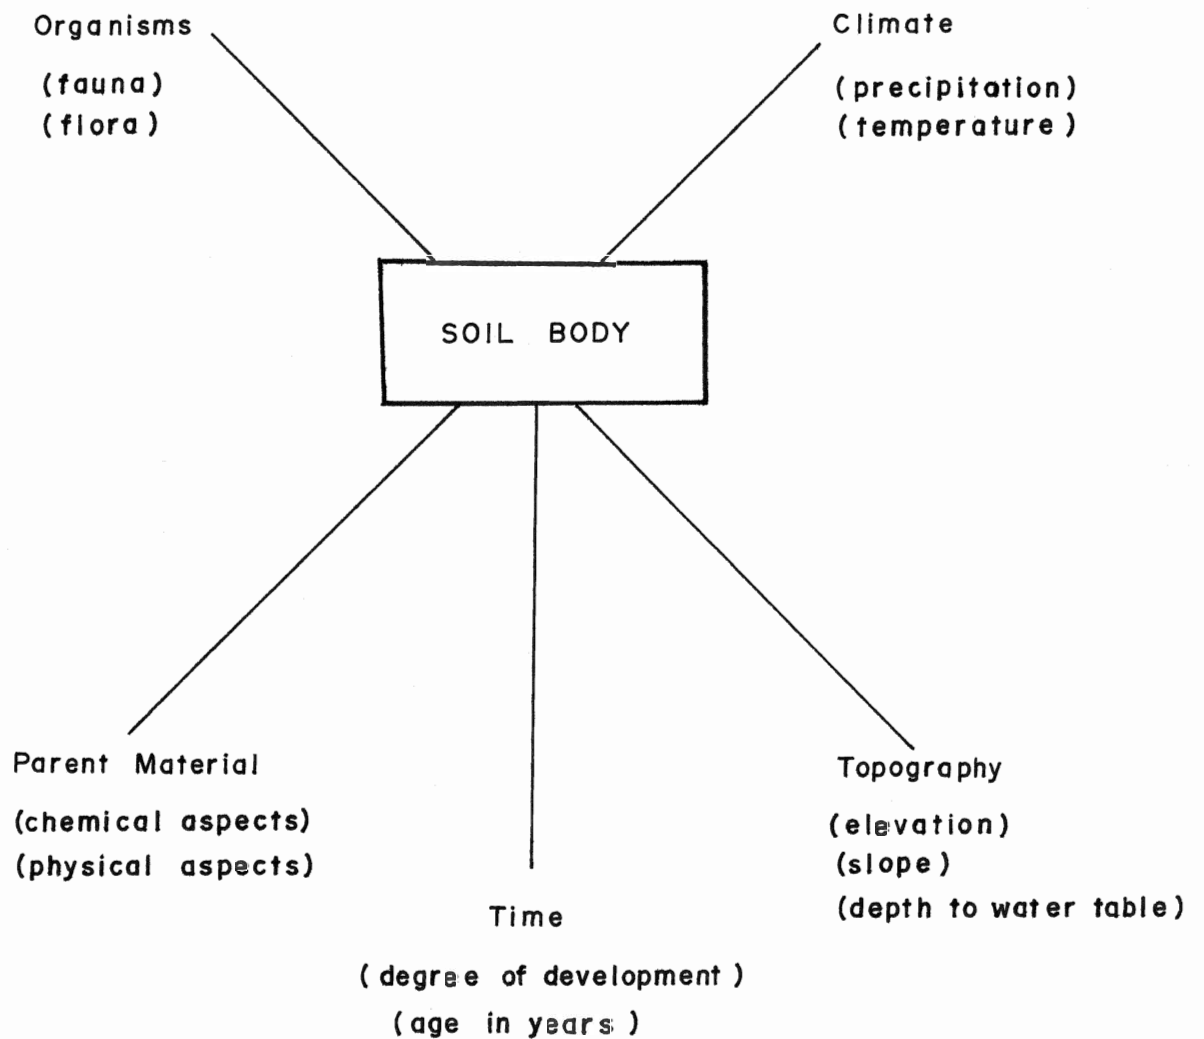 Organisms
(fauna)
(flora)
Climate
(precipitation)
(temperature)
SOIL BODY
Parent Material
(chemical aspects)
(physical aspects)
Topography
(elevation)
(slope)
(depth to water table)
Time
(degree of development)
(age in years)